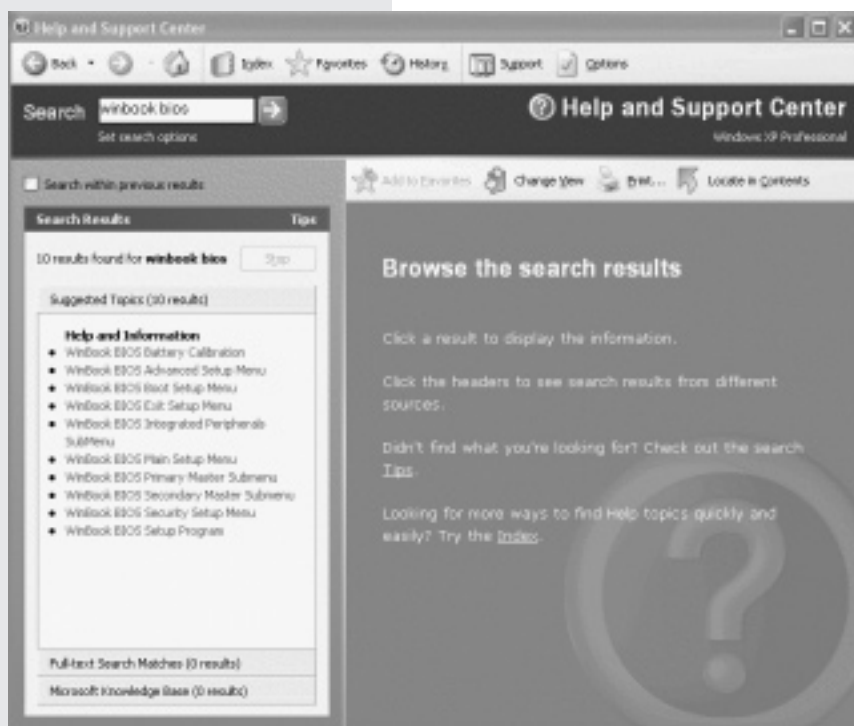 Help and Support Center
Back
Index
Favorites
History
Support
Options
Search
winbook bios
Set search options
Help and Support Center
Windows XP Professional
Search within previous results
Add to Favorites
Change View
Print...
Locate in Contents
Search Results
Tips
10 results found for winbook bios
Stop
Suggested Topics (10 results)
Help and Information
WinBook BIOS Battery Calibration
WinBook BIOS Advanced Setup Menu
WinBook BIOS Boot Setup Menu
WinBook BIOS Exit Setup Menu
WinBook BIOS Integrated Peripherals
SubMenu
WinBook BIOS Main Setup Menu
WinBook BIOS Primary Master Submenu
WinBook BIOS Secondary Master Submenu
WinBook BIOS Security Setup Menu
WinBook BIOS Setup Program
Full-text Search Matches (0 results)
Microsoft Knowledge Base (0 results)
Browse the search results
Click a result to display the information.
Click the headers to see search results from different
sources.
Didn't find what you're looking for? Check out the search
Tips.
Looking for more ways to find Help topics quickly and
easily? Try the Index.